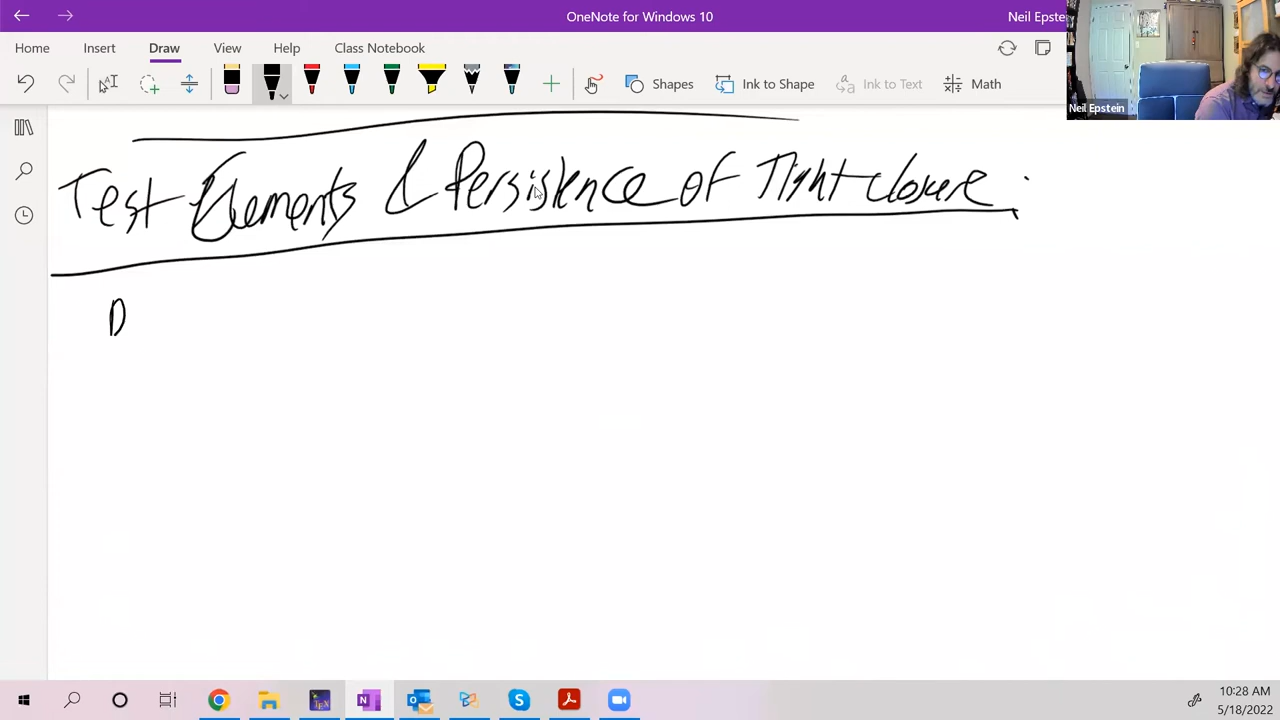 OneNote for Windows 10
Neil Epste
Home Insert Draw View Help Class Notebook
Shapes Ink to Shape Ink to Text Math
Neil Epstein
Test Elements & Persistence of Tight closure
D
10:28 AM
5/18/2022